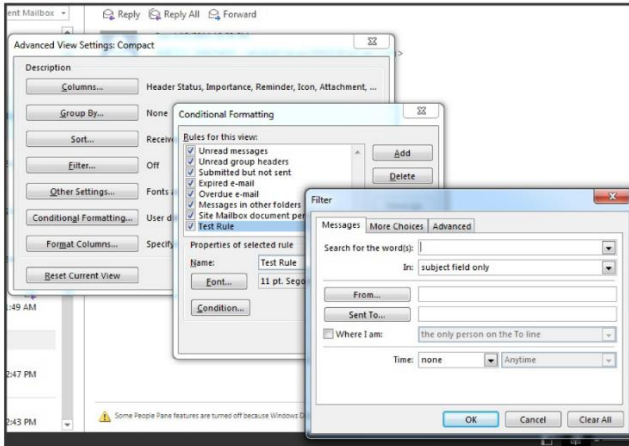 ent Mailbox
Reply Reply All Forward
Advanced View Settings: Compact
Description
Columns... Header Status, Importance, Reminder, Icon, Attachment, ...
Group By... None
Sort... Receiv
Filter... Off
Other Settings... Fonts a
Conditional Formatting... User d
Format Columns... Specify
Reset Current View
Conditional Formatting
Rules for this view:
Unread messages
Unread group headers
Submitted but not sent
Expired e-mail
Overdue e-mail
Messages in other folders
Site Mailbox document per
Test Rule
Add
Delete
Properties of selected rule
Name: Test Rule
Font... 11 pt. Sego
Condition...
Filter
Messages More Choices Advanced
Search for the word(s):
In: subject field only
From...
Sent To...
Where I am: the only person on the To line
Time: none Anytime
OK Cancel Clear All
:49 AM
2:47 PM
2:43 PM
Some People Pane features are turned off because Windows D